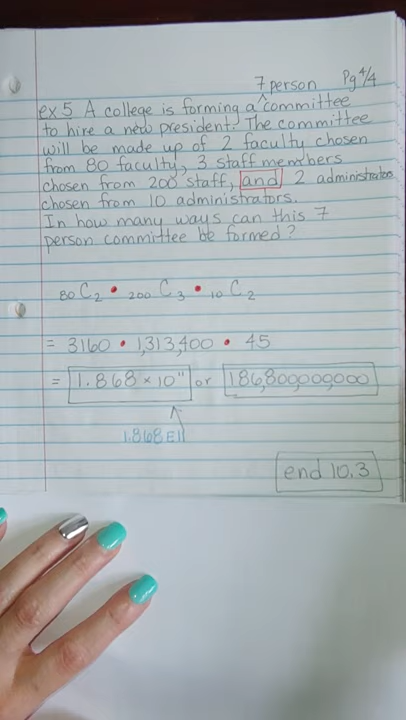 7 person Pg 4/4
ex 5 A college is forming a ^ committee
to hire a new president. The committee
will be made up of 2 faculty chosen
from 80 faculty, 3 staff members
chosen from 200 staff, and 2 administrators
chosen from 10 administrators.
In how many ways can this 7
person committee be formed?
₈₀C₂ • ₂₀₀C₃ • ₁₀C₂
= 3160 • 1,313,400 • 45
= 1.868 × 10¹¹ or 186,800,000,000
1.868E11
end 10.3